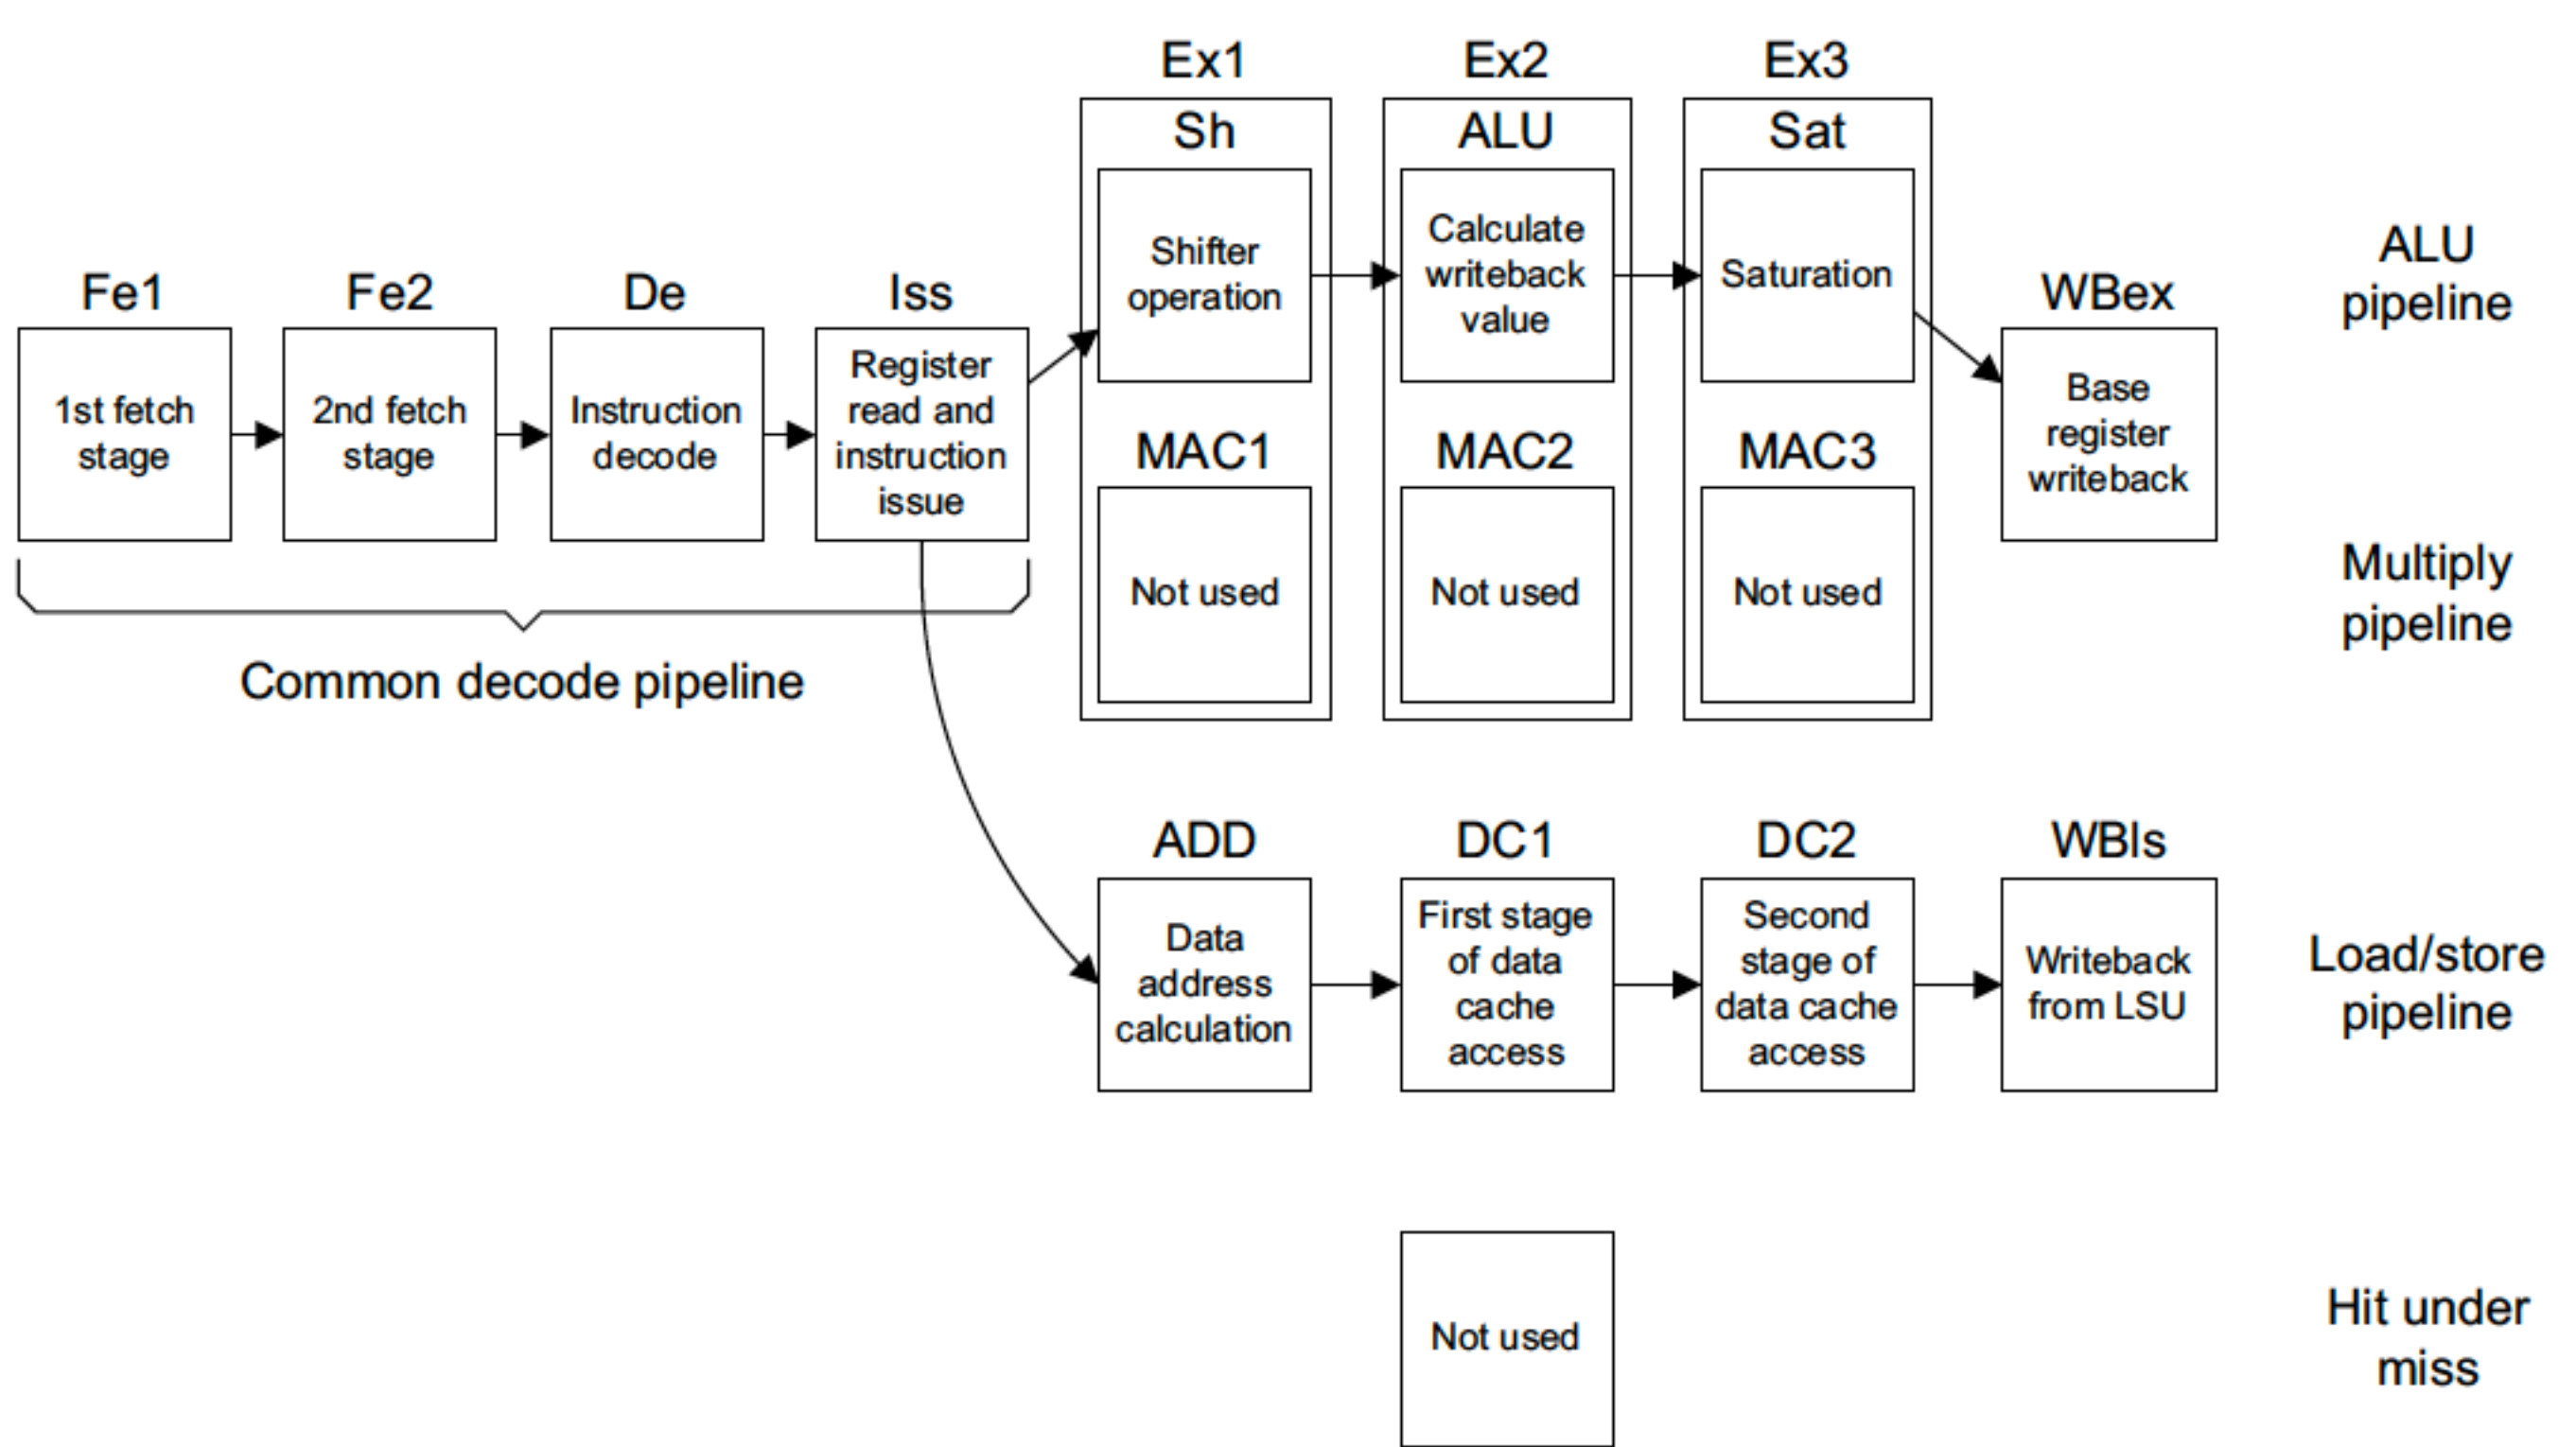 Ex1
Ex2
Ex3
Sh
ALU
Sat
Shifter
operation
Calculate
writeback
value
Saturation
ALU
pipeline
Fe1
Fe2
De
Iss
WBex
1st fetch
stage
2nd fetch
stage
Instruction
decode
Register
read and
instruction
issue
Base
register
writeback
MAC1
MAC2
MAC3
Not used
Not used
Not used
Multiply
pipeline
Common decode pipeline
ADD
DC1
DC2
WBls
Data
address
calculation
First stage
of data
cache
access
Second
stage of
data cache
access
Writeback
from LSU
Load/store
pipeline
Not used
Hit under
miss